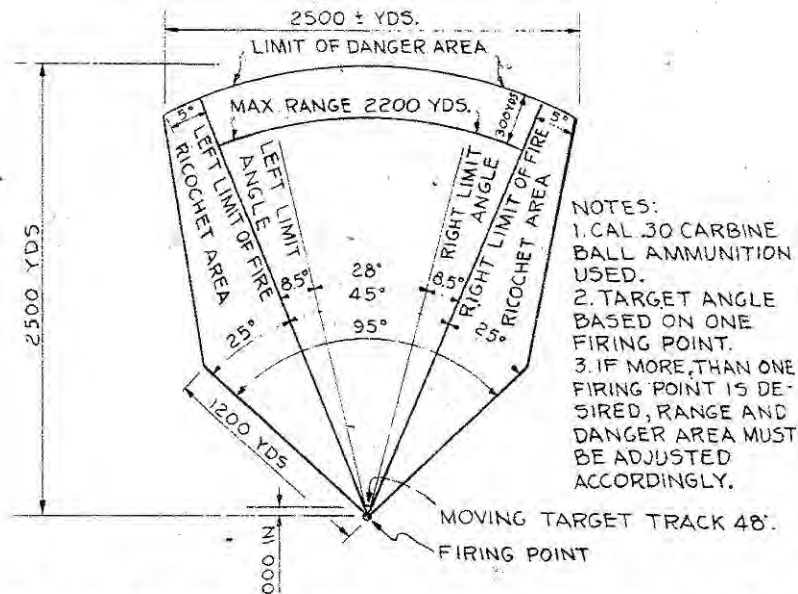 2500 ± YDS.
LIMIT OF DANGER AREA
MAX RANGE 2200 YDS.
300 YDS
5°
5°
LEFT LIMIT OF FIRE
RICOCHET AREA
LEFT LIMIT
ANGLE
RIGHT LIMIT
ANGLE
RIGHT LIMIT OF FIRE
RICOCHET AREA
2500 YDS
8.5°
28°
8.5°
45°
25°
95°
25°
1200 YDS
NOTES:
1. CAL .30 CARBINE
BALL AMMUNITION
USED.
2. TARGET ANGLE
BASED ON ONE
FIRING POINT.
3. IF MORE, THAN ONE
FIRING POINT IS DE-
SIRED, RANGE AND
DANGER AREA MUST
BE ADJUSTED
ACCORDINGLY.
MOVING TARGET TRACK 48'.
FIRING POINT
000 IN